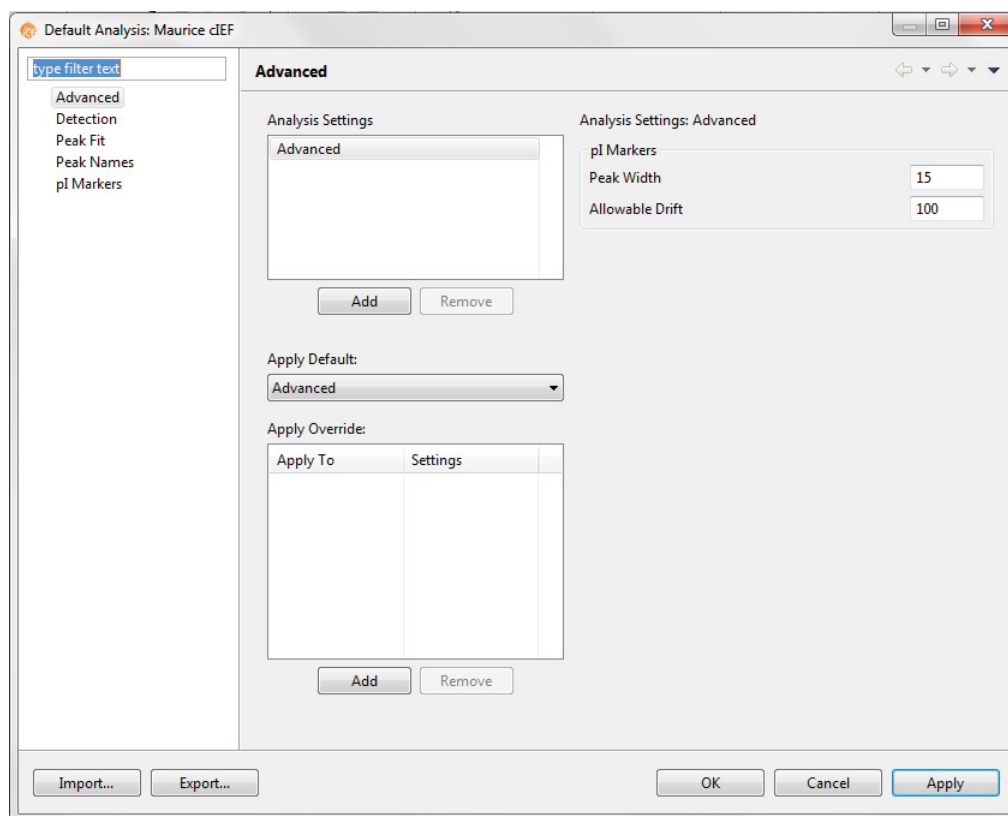 Default Analysis: Maurice cIEF
type filter text
Advanced
Detection
Peak Fit
Peak Names
pI Markers
Advanced
Analysis Settings
Advanced
Add Remove
Apply Default:
Advanced
Apply Override:
Apply To Settings
Add Remove
Analysis Settings: Advanced
pI Markers
Peak Width 15
Allowable Drift 100
Import... Export... OK Cancel Apply